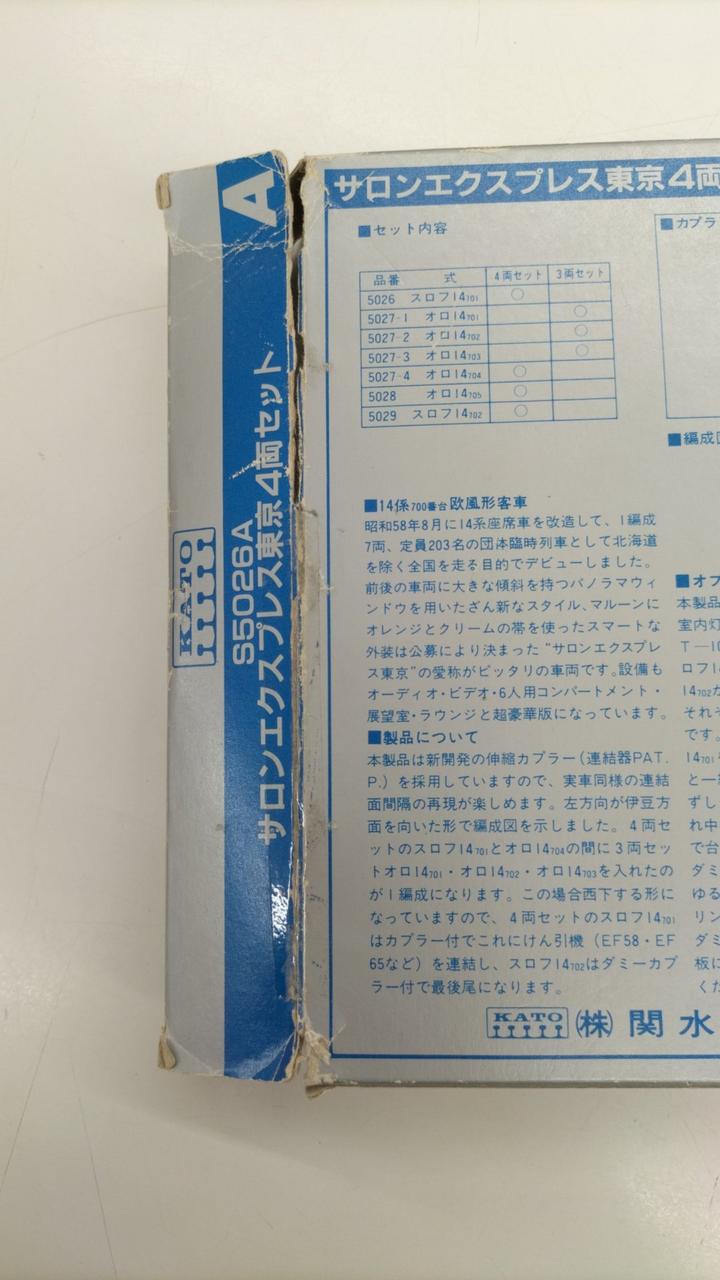 A
KATO
S5026A
サロンエクスプレス東京4両セット
サロンエクスプレス東京4両
■セット内容
品番 式 4両セット 3両セット
5026 スロフ14701 ○
5027-1 オロ14701 ○
5027-2 オロ14702 ○
5027-3 オロ14703 ○
5027-4 オロ14704 ○
5028 オロ14705 ○
5029 スロフ14702 ○
■14係700番台欧風形客車
昭和58年8月に14系座席車を改造して、1編成
7両、定員203名の団体臨時列車として北海道
を除く全国を走る目的でデビューしました。
前後の車両に大きな傾斜を持つパノラマウィ
ンドウを用いたざん新なスタイル、マルーンに
オレンジとクリームの帯を使ったスマートな
外装は公募により決まった“サロンエクスプレ
ス東京”の愛称がピッタリの車両です。設備も
オーディオ・ビデオ・6人用コンパートメント・
展望室・ラウンジと超豪華版になっています。
■製品について
本製品は新開発の伸縮カプラー（連結器PAT.
P.）を採用していますので、実車同様の連結
面間隔の再現が楽しめます。左方向が伊豆方
面を向いた形で編成図を示しました。4両セ
ットのスロフ14701とオロ14704の間に3両セッ
トオロ14701・オロ14702・オロ14703を入れたの
が1編成になります。この場合西下する形に
なっていますので、4両セットのスロフ14701
はカプラー付でこれにけん引機（EF58・EF
65など）を連結し、スロフ14702はダミーカプ
ラー付で最後尾になります。
■カプラ
■編成
■オプ
本製品
室内灯
T-10
ロフ1
14702
それぞ
です。
14701
と一
ずし
れ中
で台
ダミ
ゆる
リン
ダミ
板に
くだ
KATO ㈱関水